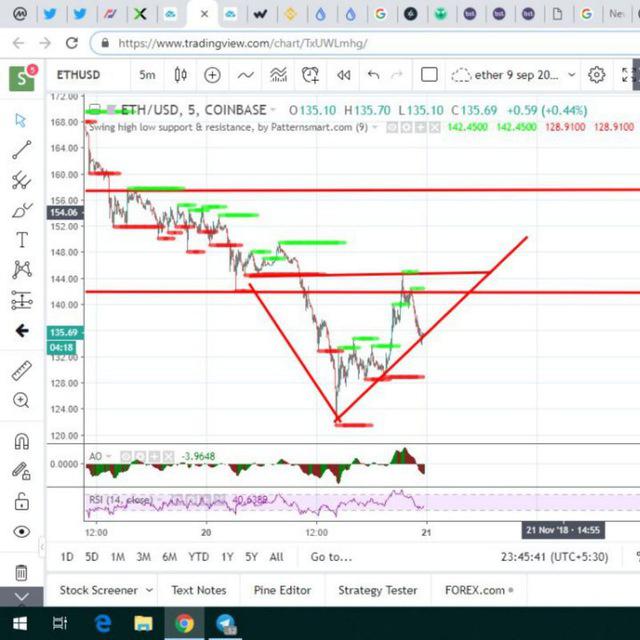 New
https://www.tradingview.com/chart/TxUWLmhg/
S 5
ETHUSD 5m ether 9 sep 20...
172.00
ETH/USD, 5, COINBASE O135.10 H135.70 L135.10 C135.69 +0.59 (+0.44%)
Swing high low support & resistance, by Patternsmart.com (9) 142.4500 142.4500 128.9100 128.9100
168.00
164.00
160.00
156.00
154.06
152.00
148.00
144.00
140.00
135.69
04:18
132.00
128.00
124.00
120.00
AO -3.9648
0.0000
RSI (14, close) 40.6388
12:00 20 12:00 21 21 Nov '18 - 14:55
1D 5D 1M 3M 6M YTD 1Y 5Y All Go to... 23:45:41 (UTC+5:30) %
Stock Screener Text Notes Pine Editor Strategy Tester FOREX.com